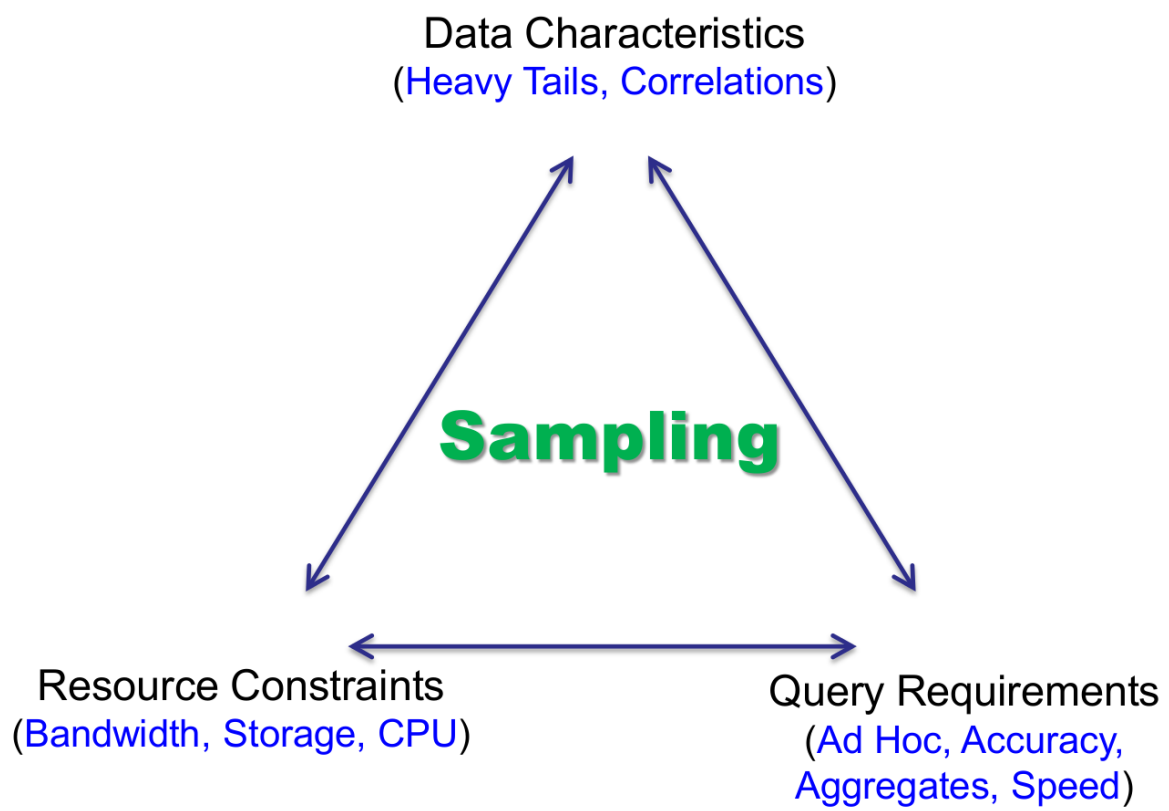 Data Characteristics
(Heavy Tails, Correlations)
Sampling
Resource Constraints
(Bandwidth, Storage, CPU)
Query Requirements
(Ad Hoc, Accuracy,
Aggregates, Speed)